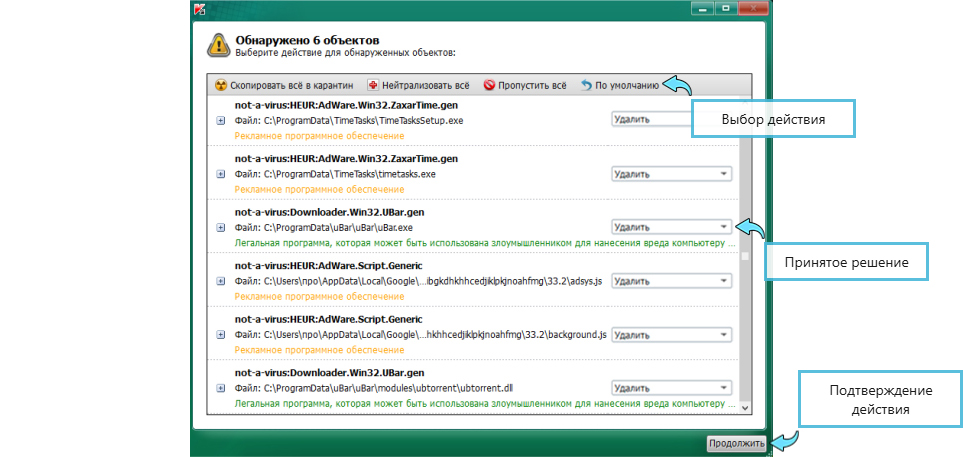 Обнаружено 6 объектов
Выберите действие для обнаруженных объектов:
Скопировать всё в карантин Нейтрализовать всё Пропустить всё По умолчанию
Выбор действия
not-a-virus:HEUR:AdWare.Win32.ZaxarTime.gen
Файл: C:\ProgramData\TimeTasks\TimeTasksSetup.exe Удалить
Рекламное программное обеспечение
not-a-virus:HEUR:AdWare.Win32.ZaxarTime.gen
Файл: C:\ProgramData\TimeTasks\timetasks.exe Удалить
Рекламное программное обеспечение
not-a-virus:Downloader.Win32.UBar.gen
Файл: C:\ProgramData\uBar\uBar\uBar.exe Удалить
Легальная программа, которая может быть использована злоумышленником для нанесения вреда компьютеру ...
Принятое решение
not-a-virus:HEUR:AdWare.Script.Generic
Файл: C:\Users\npo\AppData\Local\Google\...ibgkdhkhhcedjiklpkjnoahfmg\33.2\adsys.js Удалить
Рекламное программное обеспечение
not-a-virus:HEUR:AdWare.Script.Generic
Файл: C:\Users\npo\AppData\Local\Google\...hkhhcedjiklpkjnoahfmg\33.2\background.js Удалить
Рекламное программное обеспечение
not-a-virus:Downloader.Win32.UBar.gen
Файл: C:\ProgramData\uBar\uBar\modules\ubtorrent\ubtorrent.dll Удалить
Легальная программа, которая может быть использована злоумышленником для нанесения вреда компьютеру ...
Подтверждение
действия
Продолжить